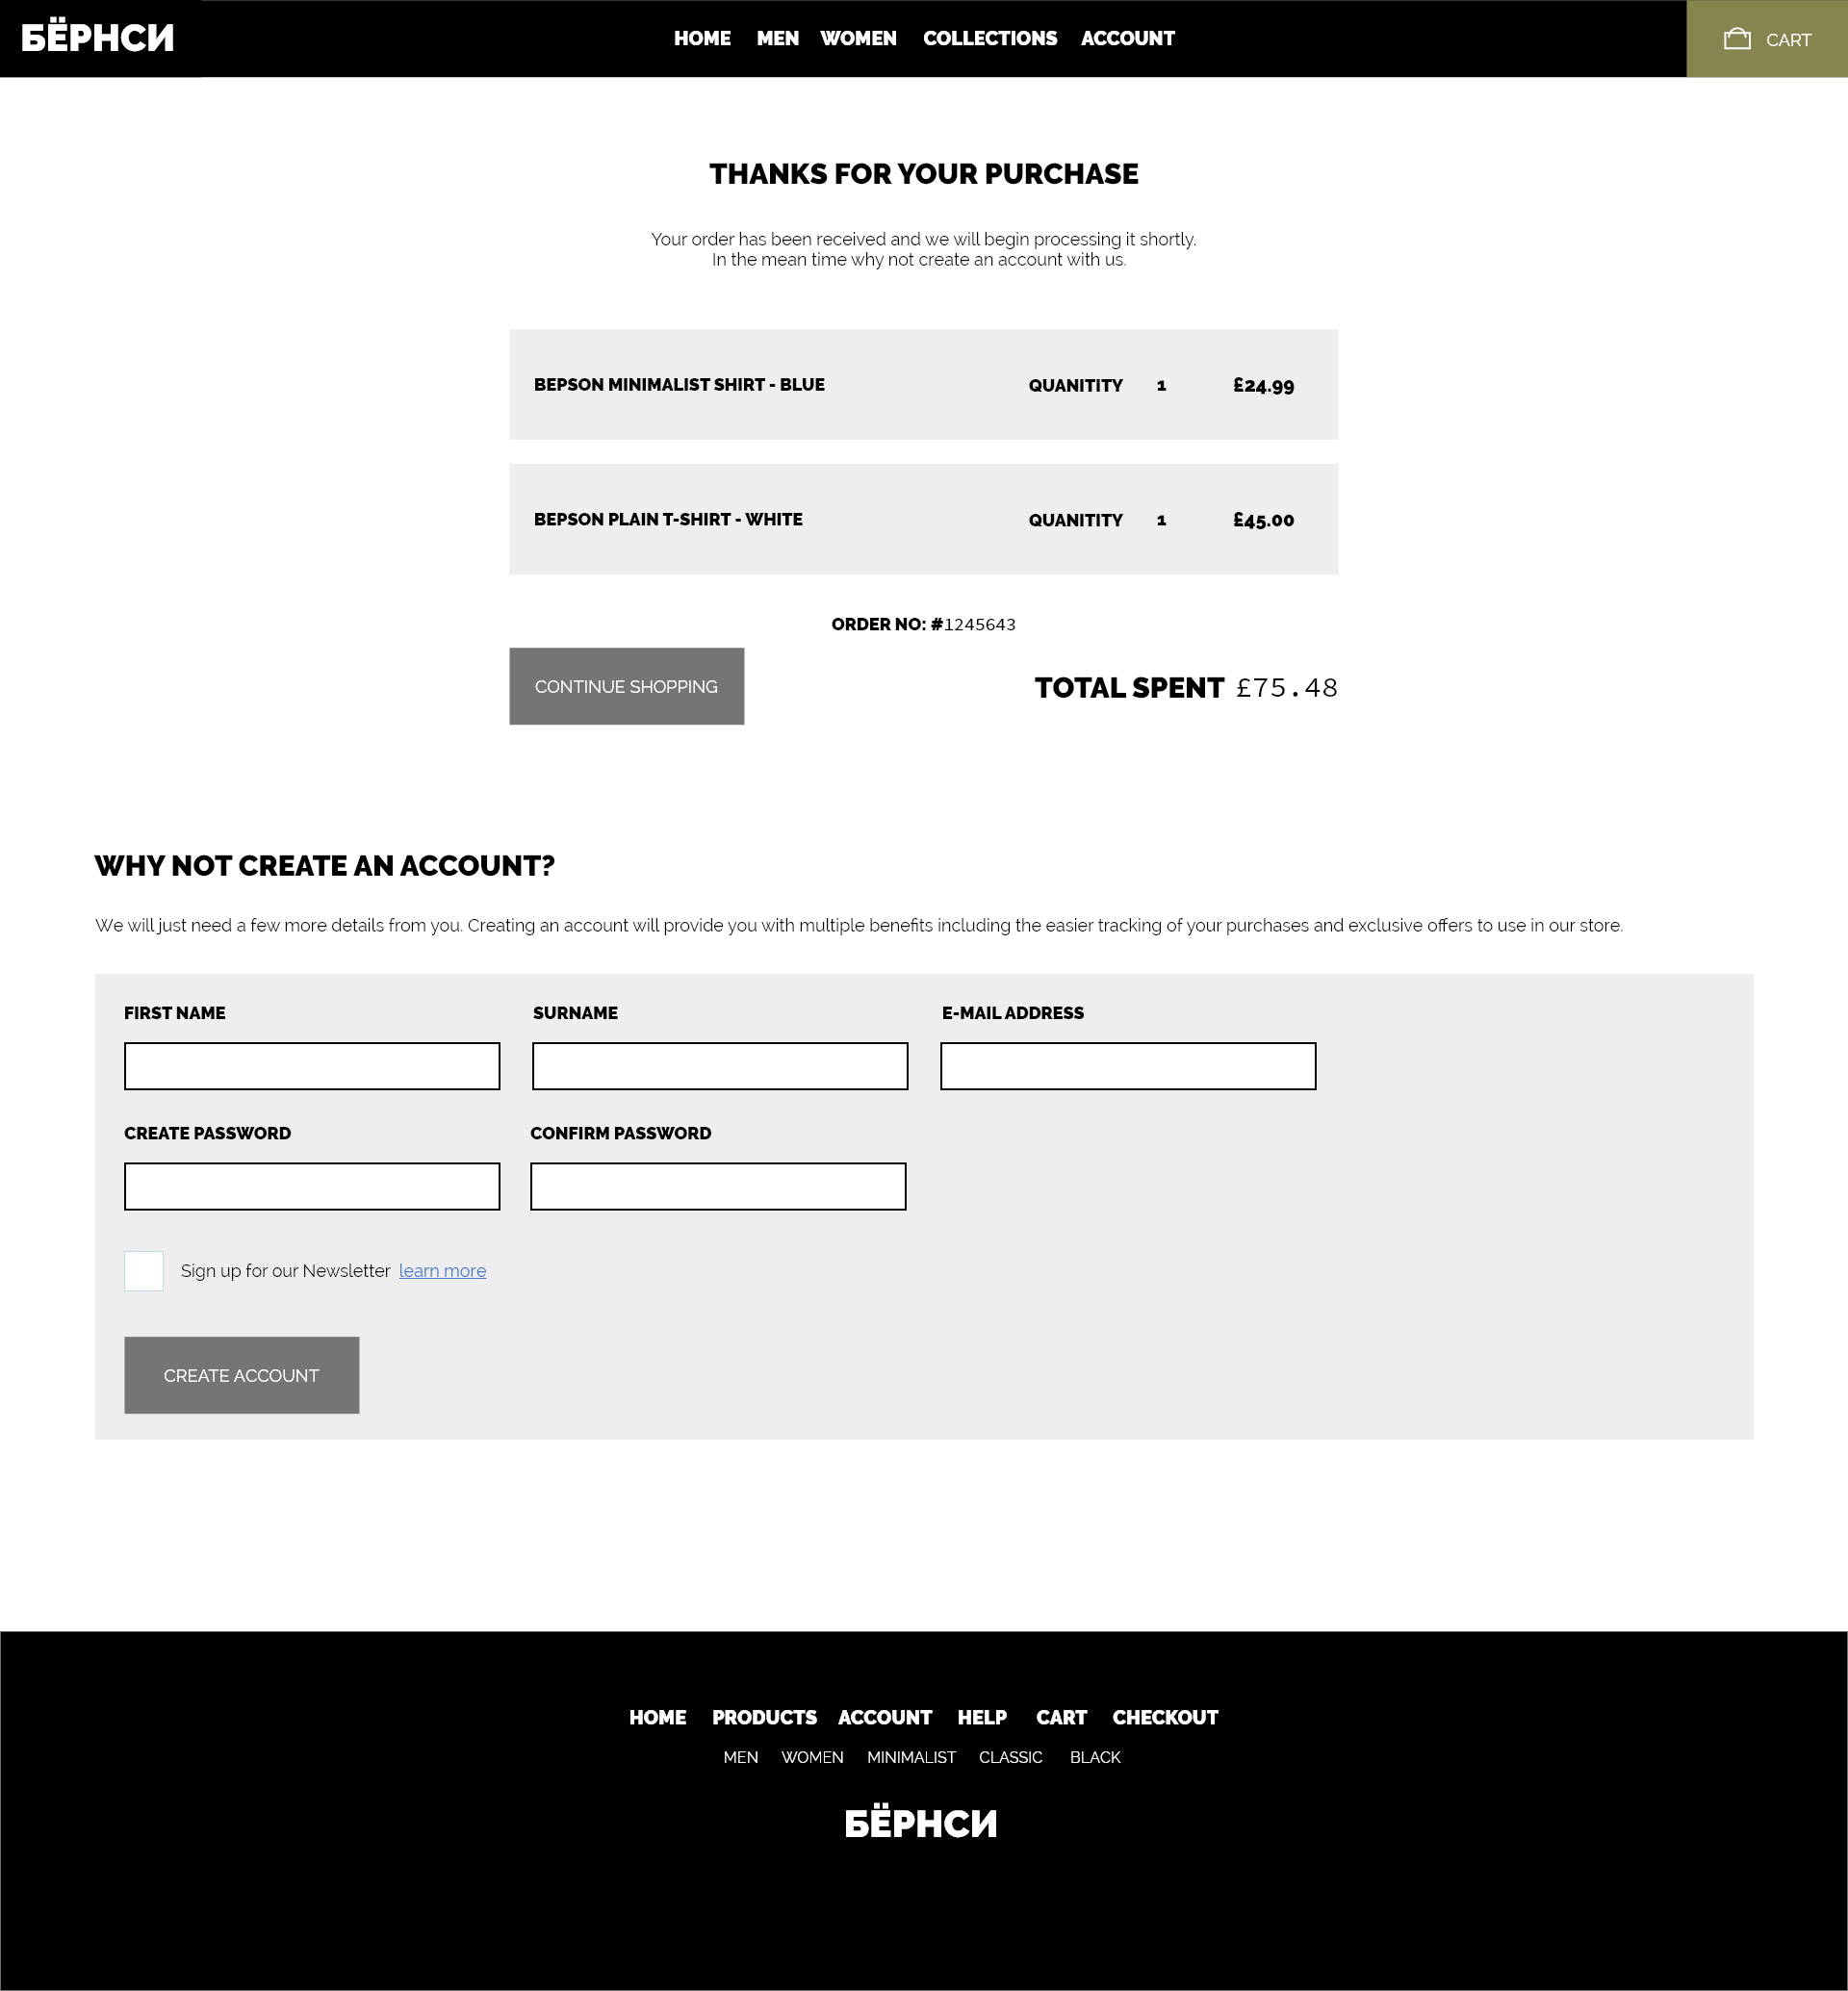 БЁРНСИ HOME MEN WOMEN COLLECTIONS ACCOUNT CART
THANKS FOR YOUR PURCHASE
Your order has been received and we will begin processing it shortly.
In the mean time why not create an account with us.
BEPSON MINIMALIST SHIRT - BLUE QUANITITY 1 £24.99
BEPSON PLAIN T-SHIRT - WHITE QUANITITY 1 £45.00
ORDER NO: #1245643
CONTINUE SHOPPING TOTAL SPENT £75.48
WHY NOT CREATE AN ACCOUNT?
We will just need a few more details from you. Creating an account will provide you with multiple benefits including the easier tracking of your purchases and exclusive offers to use in our store.
FIRST NAME SURNAME E-MAIL ADDRESS
CREATE PASSWORD CONFIRM PASSWORD
Sign up for our Newsletter learn more
CREATE ACCOUNT
HOME PRODUCTS ACCOUNT HELP CART CHECKOUT
MEN WOMEN MINIMALIST CLASSIC BLACK
БЁРНСИ